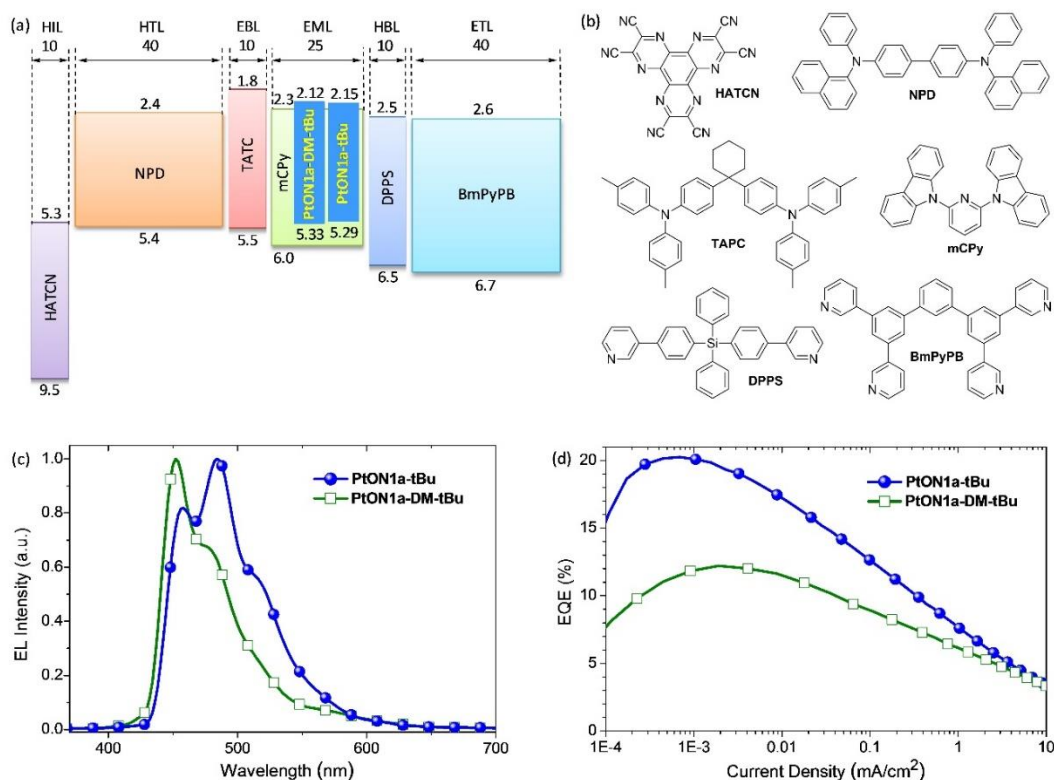 (a)
HIL HTL EBL EML HBL ETL
10 40 10 25 10 40
1.8
2.4 2.3 2.12 2.15 2.5 2.6
NPD
TATC
mCPy
PtON1a-DM-tBu
PtON1a-tBu
DPPS
BmPyPB
5.3
5.4 5.5 5.33 5.29
6.0 6.5 6.7
HATCN
9.5
(b)
CN CN
NC N N CN
N N
N N
CN CN
HATCN
N N
NPD
N N
TAPC
N N N
mCPy
N Si N
DPPS
N N
N N
BmPyPB
(c)
PtON1a-tBu
PtON1a-DM-tBu
EL Intensity (a.u.)
1.0
0.8
0.6
0.4
0.2
0.0
400 500 600 700
Wavelength (nm)
(d)
PtON1a-tBu
PtON1a-DM-tBu
EQE (%)
20
15
10
5
0
1E-4 1E-3 0.01 0.1 1 10
Current Density (mA/cm²)